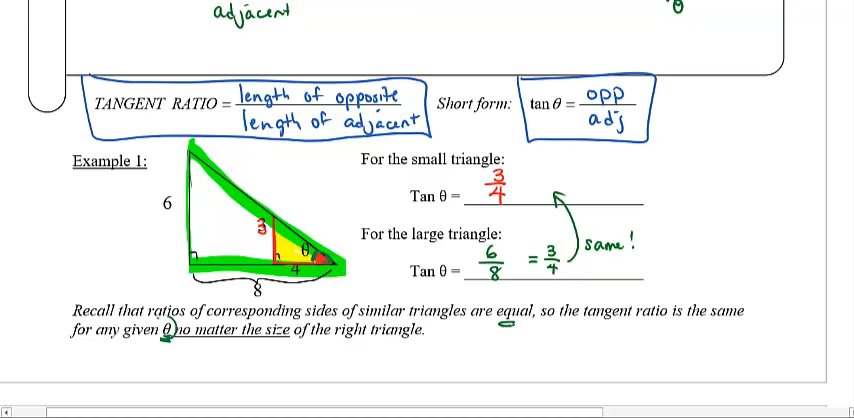 adjacent
θ
TANGENT RATIO = length of opposite / length of adjacent Short form: tan θ = opp / adj
Example 1:
For the small triangle:
6
3
θ
4
8
Tan θ = 3/4
For the large triangle:
Tan θ = 6/8 = 3/4 same!
Recall that ratios of corresponding sides of similar triangles are equal, so the tangent ratio is the same
for any given θ no matter the size of the right triangle.